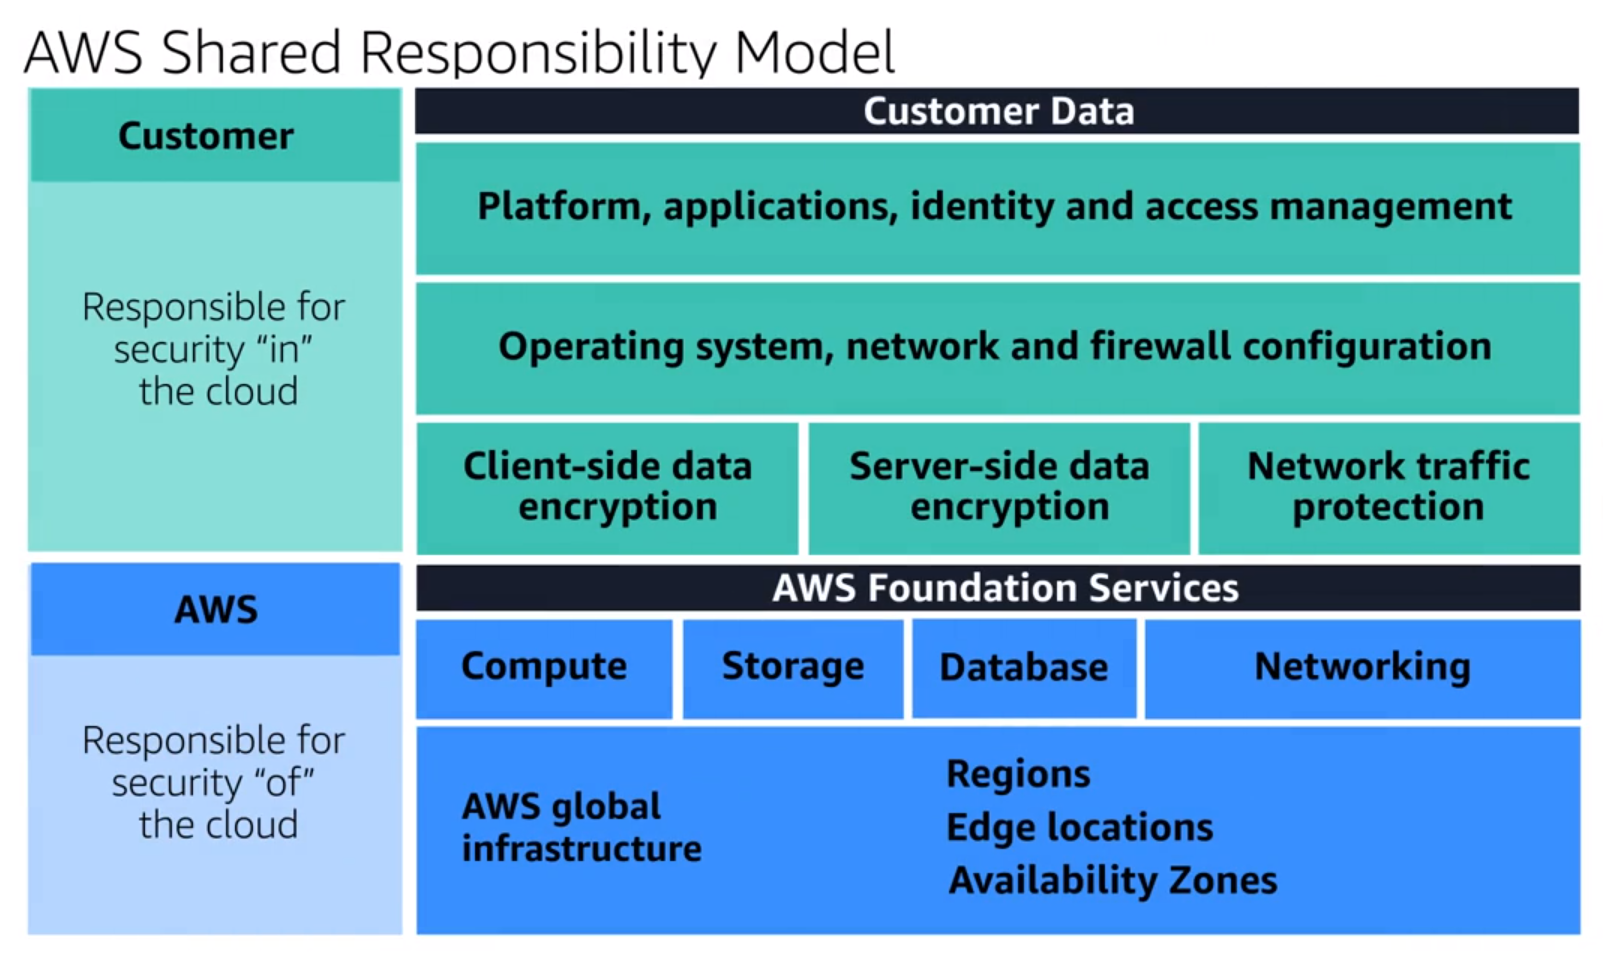 AWS Shared Responsibility Model
Customer
Responsible for
security “in”
the cloud
Customer Data
Platform, applications, identity and access management
Operating system, network and firewall configuration
Client-side data
encryption
Server-side data
encryption
Network traffic
protection
AWS
Responsible for
security “of”
the cloud
AWS Foundation Services
Compute
Storage
Database
Networking
AWS global
infrastructure
Regions
Edge locations
Availability Zones